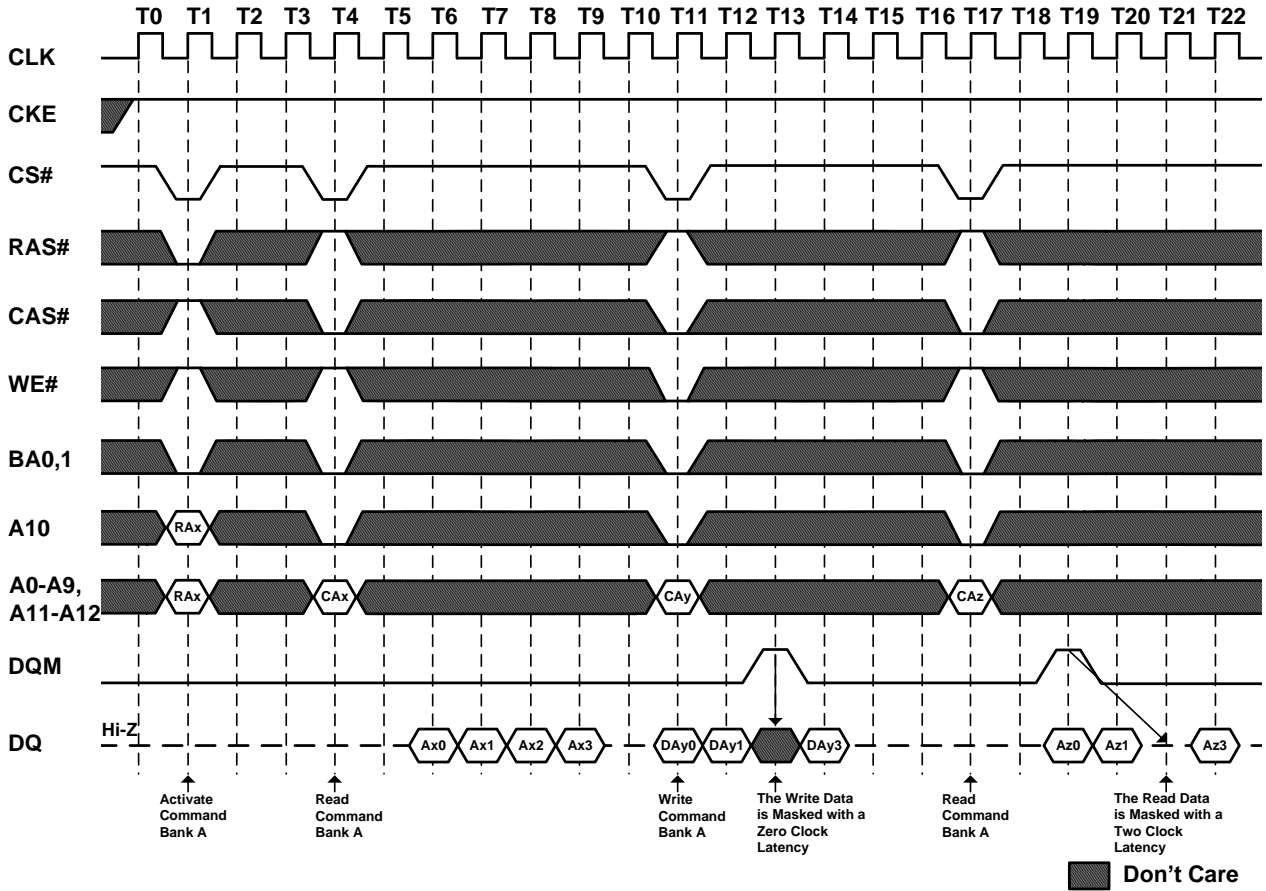 T0 T1 T2 T3 T4 T5 T6 T7 T8 T9 T10 T11 T12 T13 T14 T15 T16 T17 T18 T19 T20 T21 T22
CLK
CKE
CS#
RAS#
CAS#
WE#
BA0,1
A10
RAx
A0-A9,
A11-A12
RAx CAx CAy CAz
DQM
DQ
Hi-Z
Ax0 Ax1 Ax2 Ax3 DAy0 DAy1 DAy3 Az0 Az1 Az3
Activate
Command
Bank A
Read
Command
Bank A
Write
Command
Bank A
The Write Data
is Masked with a
Zero Clock
Latency
Read
Command
Bank A
The Read Data
is Masked with a
Two Clock
Latency
Don't Care